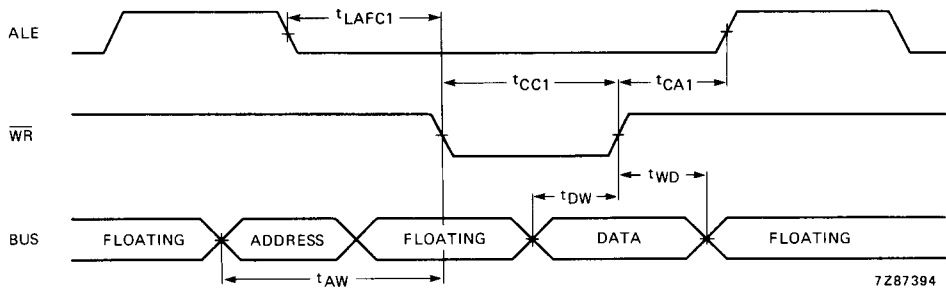 ALE
tLAFC1
tCC1
tCA1
WR
tDW
tWD
BUS
FLOATING
ADDRESS
FLOATING
DATA
FLOATING
tAW
7Z87394